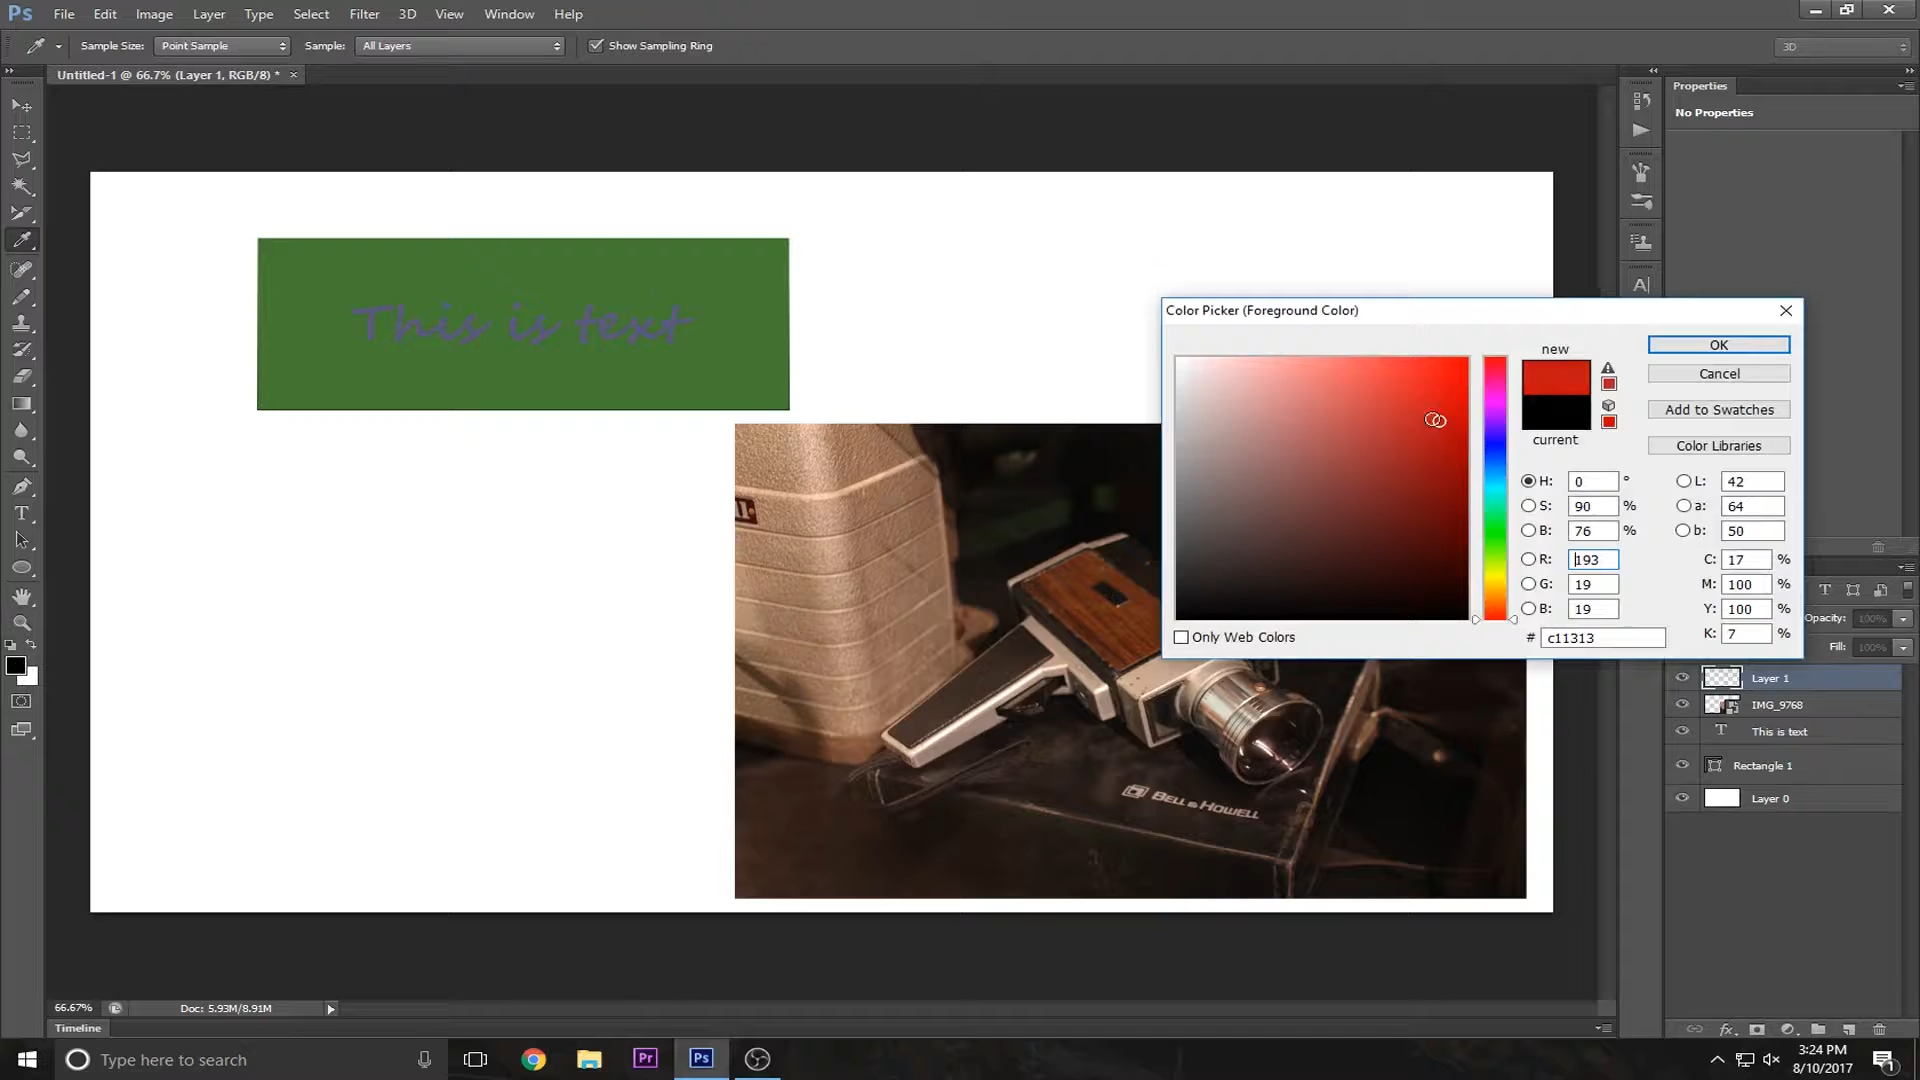 Ps File Edit Image Layer Type Select Filter 3D View Window Help
Sample Size: Point Sample Sample: All Layers Show Sampling Ring 3D
Untitled-1 @ 66.7% (Layer 1, RGB/8) * ×
Properties
No Properties
This is text
Color Picker (Foreground Color)
new
OK
Cancel
Add to Swatches
current
Color Libraries
H: 0 ° L: 42
S: 90 % a: 64
B: 76 % b: 50
R: 193 C: 17 %
G: 19 M: 100 %
B: 19 Y: 100 %
# c11313 K: 7 %
Only Web Colors
Opacity: 100%
Fill: 100%
Layer 1
IMG_9768
This is text
Rectangle 1
Layer 0
BELL & HOWELL
66.67% Doc: 5.93M/8.91M
Timeline
fx
Type here to search Pr Ps
3:24 PM
8/10/2017
1